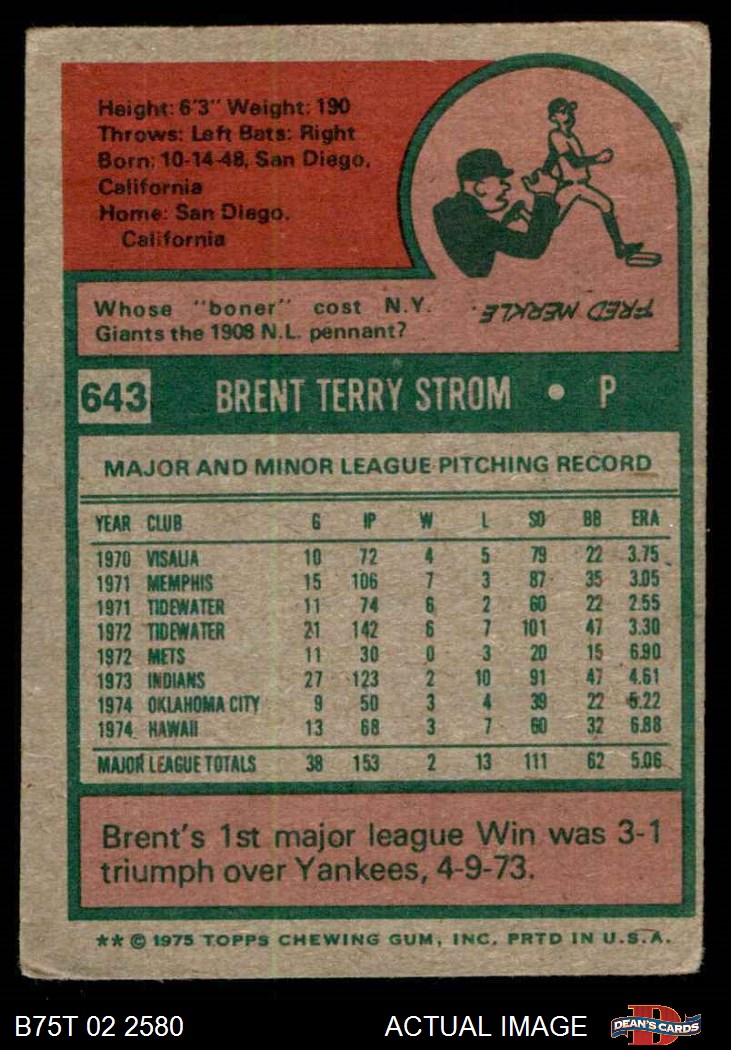 Height: 6'3" Weight: 190
Throws: Left Bats: Right
Born: 10-14-48, San Diego,
California
Home: San Diego.
California
Whose "boner" cost N.Y.
Giants the 1908 N.L. pennant?
FRED MERKLE.
643 BRENT TERRY STROM • P
MAJOR AND MINOR LEAGUE PITCHING RECORD
YEAR CLUB G IP W L SO BB ERA
1970 VISALIA 10 72 4 5 79 22 3.75
1971 MEMPHIS 15 106 7 3 87 35 3.05
1971 TIDEWATER 11 74 6 2 60 22 2.55
1972 TIDEWATER 21 142 6 7 101 47 3.30
1972 METS 11 30 0 3 20 15 6.90
1973 INDIANS 27 123 2 10 91 47 4.61
1974 OKLAHOMA CITY 9 50 3 4 39 22 5.22
1974 HAWAII 13 68 3 7 60 32 6.88
MAJOR LEAGUE TOTALS 38 153 2 13 111 62 5.06
Brent's 1st major league Win was 3-1
triumph over Yankees, 4-9-73.
** © 1975 TOPPS CHEWING GUM, INC. PRTD IN U.S.A.
B75T 02 2580 ACTUAL IMAGE D DEAN'S CARDS